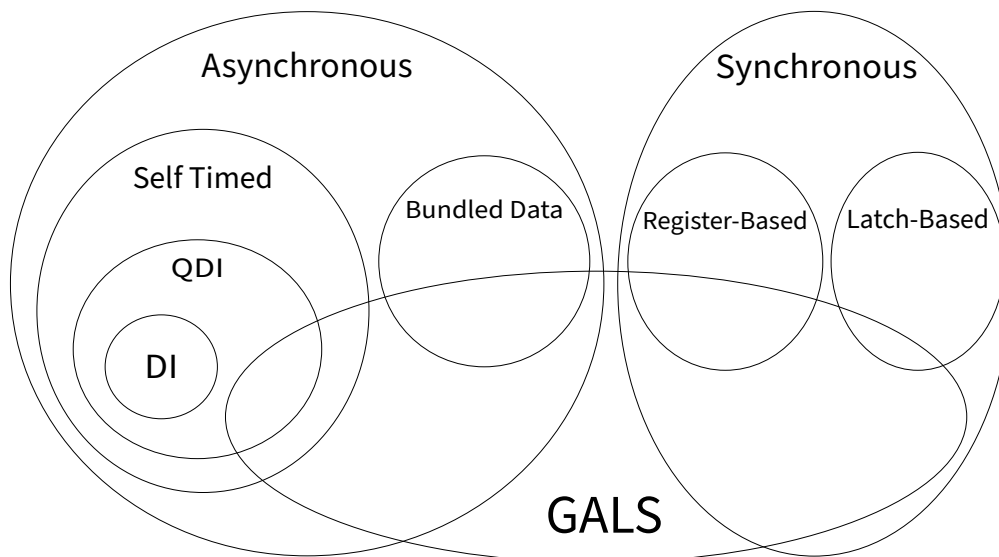 Asynchronous
Synchronous
Self Timed
Bundled Data
Register-Based
Latch-Based
QDI
DI
GALS